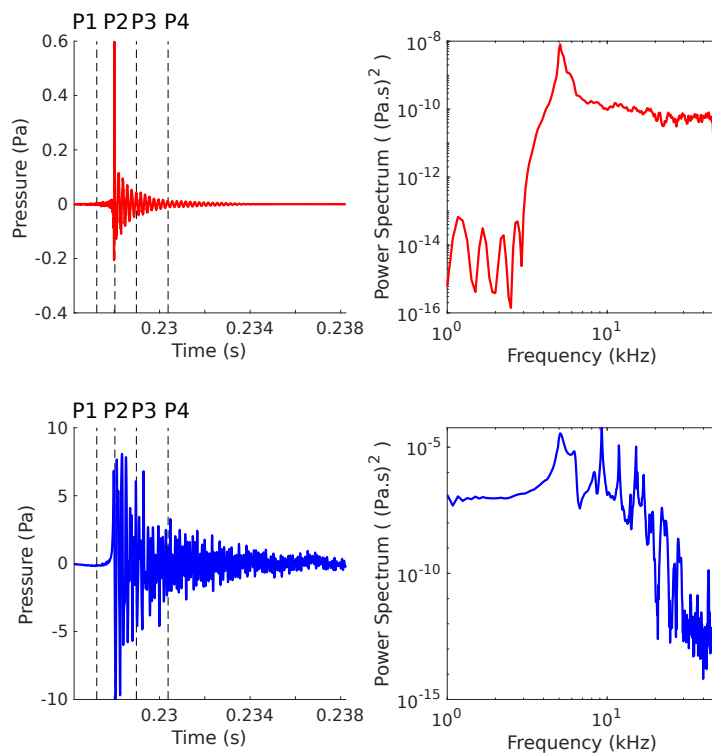 P1 P2 P3 P4
0.6
0.4
0.2
0
-0.2
-0.4
Pressure (Pa)
0.23 0.234 0.238
Time (s)
10^-8
10^-10
10^-12
10^-14
10^-16
Power Spectrum ( (Pa.s)^2 )
10^0 10^1
Frequency (kHz)
P1 P2 P3 P4
10
5
0
-5
-10
Pressure (Pa)
0.23 0.234 0.238
Time (s)
10^-5
10^-10
10^-15
Power Spectrum ( (Pa.s)^2 )
10^0 10^1
Frequency (kHz)